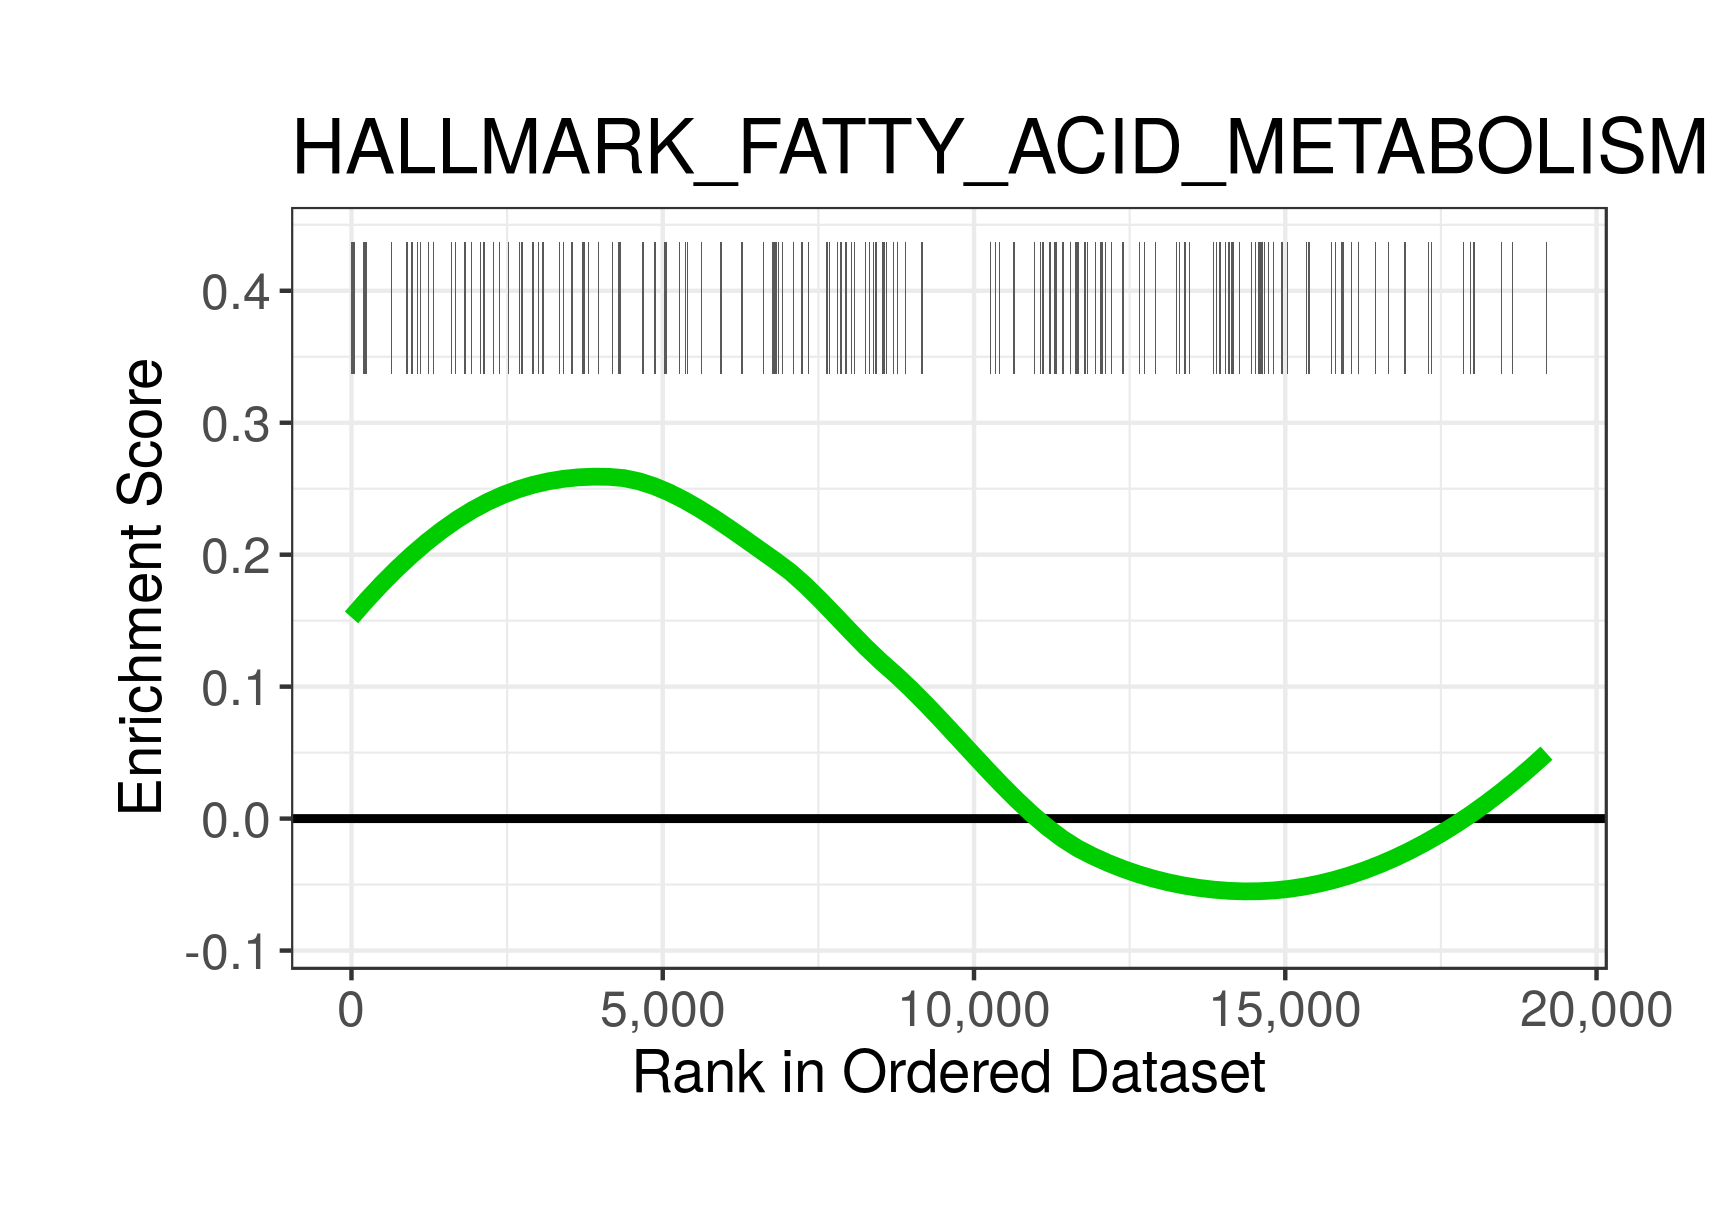 HALLMARK_FATTY_ACID_METABOLISM
Enrichment Score
0.4
0.3
0.2
0.1
0.0
-0.1
0 5,000 10,000 15,000 20,000
Rank in Ordered Dataset